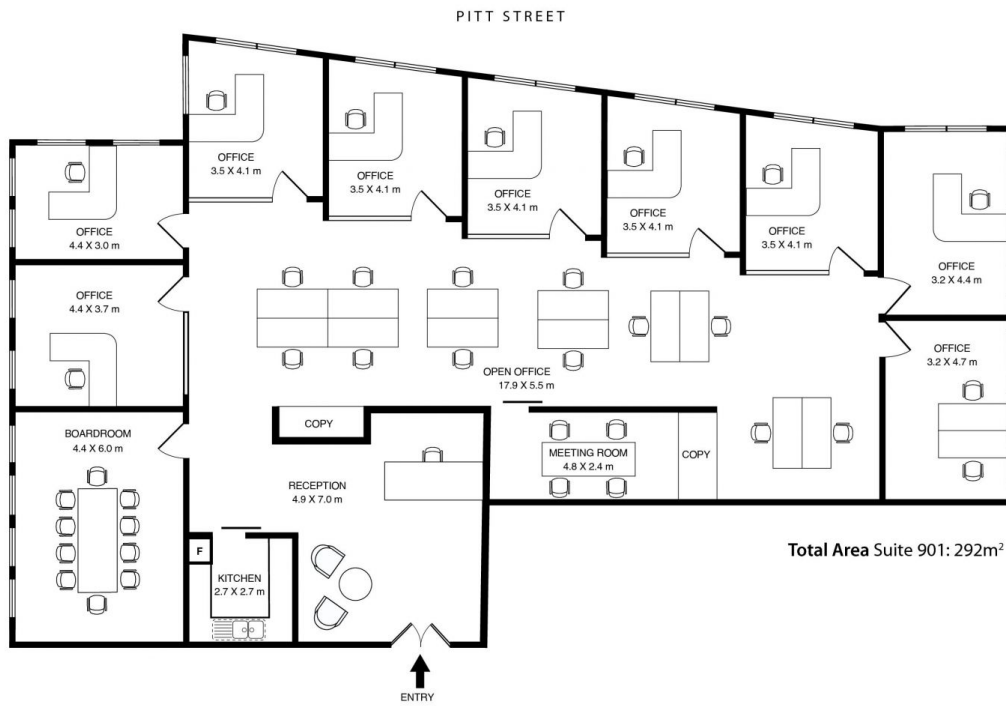 PITT STREET
OFFICE
3.5 X 4.1 m
OFFICE
3.5 X 4.1 m
OFFICE
3.5 X 4.1 m
OFFICE
3.5 X 4.1 m
OFFICE
3.5 X 4.1 m
OFFICE
4.4 X 3.0 m
OFFICE
3.2 X 4.4 m
OFFICE
4.4 X 3.7 m
OFFICE
3.2 X 4.7 m
OPEN OFFICE
17.9 X 5.5 m
COPY
BOARDROOM
4.4 X 6.0 m
MEETING ROOM
4.8 X 2.4 m
COPY
RECEPTION
4.9 X 7.0 m
F
KITCHEN
2.7 X 2.7 m
Total Area Suite 901: 292m²
ENTRY